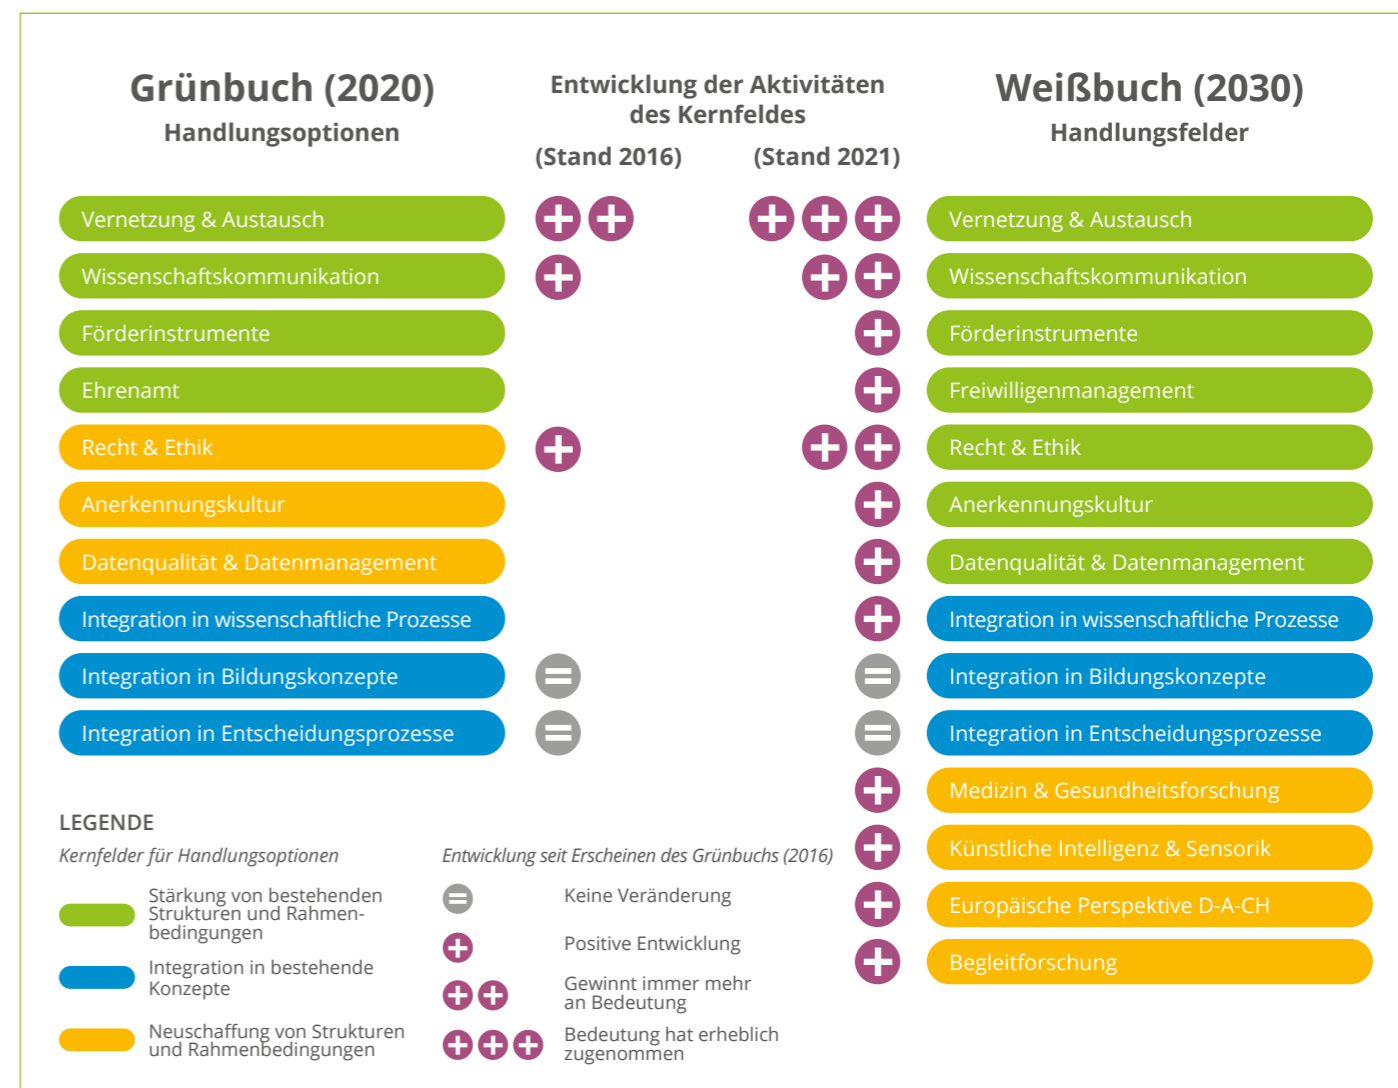 Grünbuch (2020)
Handlungsoptionen
Entwicklung der Aktivitäten
des Kernfeldes
(Stand 2016)
(Stand 2021)
Weißbuch (2030)
Handlungsfelder
Vernetzung & Austausch
Vernetzung & Austausch
Wissenschaftskommunikation
Wissenschaftskommunikation
Förderinstrumente
Förderinstrumente
Ehrenamt
Freiwilligenmanagement
Recht & Ethik
Recht & Ethik
Anerkennungskultur
Anerkennungskultur
Datenqualität & Datenmanagement
Datenqualität & Datenmanagement
Integration in wissenschaftliche Prozesse
Integration in wissenschaftliche Prozesse
Integration in Bildungskonzepte
Integration in Bildungskonzepte
Integration in Entscheidungsprozesse
Integration in Entscheidungsprozesse
Medizin & Gesundheitsforschung
Künstliche Intelligenz & Sensorik
Europäische Perspektive D-A-CH
Begleitforschung
LEGENDE
Kernfelder für Handlungsoptionen
Stärkung von bestehenden
Strukturen und Rahmen-
bedingungen
Integration in bestehende
Konzepte
Neuschaffung von Strukturen
und Rahmenbedingungen
Entwicklung seit Erscheinen des Grünbuchs (2016)
Keine Veränderung
Positive Entwicklung
Gewinnt immer mehr
an Bedeutung
Bedeutung hat erheblich
zugenommen